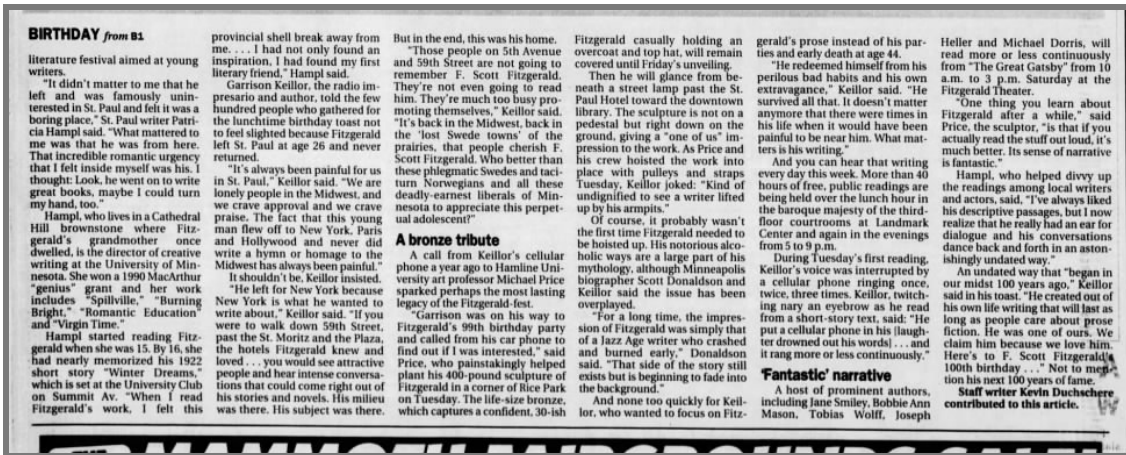 BIRTHDAY from B1
literature festival aimed at young
writers.
"It didn't matter to me that he
left and was famously unin-
terested in St. Paul and felt it was a
boring place," St. Paul writer Patri-
cia Hampl said. "What mattered to
me was that he was from here.
That incredible romantic urgency
that I felt inside myself was his. I
thought: Look, he went on to write
great books, maybe I could turn
my hand, too."
Hampl, who lives in a Cathedral
Hill brownstone where Fitz-
gerald's grandmother once
dwelled, is the director of creative
writing at the University of Min-
nesota. She won a 1990 MacArthur
"genius" grant and her work
includes "Spillville," "Burning
Bright," "Romantic Education"
and "Virgin Time."
Hampl started reading Fitz-
gerald when she was 15. By 16, she
had nearly memorized his 1922
short story "Winter Dreams,"
which is set at the University Club
on Summit Av. "When I read
Fitzgerald's work, I felt this
provincial shell break away from
me. . . . I had not only found an
inspiration, I had found my first
literary friend," Hampl said.
Garrison Keillor, the radio im-
presario and author, told the few
hundred people who gathered for
the lunchtime birthday toast not
to feel slighted because Fitzgerald
left St. Paul at age 26 and never
returned.
"It's always been painful for us
in St. Paul," Keillor said. "We are
lonely people in the Midwest, and
we crave approval and we crave
praise. The fact that this young
man flew off to New York, Paris
and Hollywood and never did
write a hymn or homage to the
Midwest has always been painful."
It shouldn't be, Keillor insisted.
"He left for New York because
New York is what he wanted to
write about," Keillor said. "If you
were to walk down 59th Street,
past the St. Moritz and the Plaza,
the hotels Fitzgerald knew and
loved . . . you would see attractive
people and hear intense conversa-
tions that could come right out of
his stories and novels. His milieu
was there. His subject was there.
But in the end, this was his home.
"Those people on 5th Avenue
and 59th Street are not going to
remember F. Scott Fitzgerald.
They're not even going to read
him. They're much too busy pro-
moting themselves," Keillor said.
"It's back in the Midwest, back in
the 'lost Swede towns' of the
prairies, that people cherish F.
Scott Fitzgerald. Who better than
these phlegmatic Swedes and taci-
turn Norwegians and all these
deadly-earnest liberals of Min-
nesota to appreciate this perpet-
ual adolescent?"
A bronze tribute
A call from Keillor's cellular
phone a year ago to Hamline Uni-
versity art professor Michael Price
sparked perhaps the most lasting
legacy of the Fitzgerald-fest.
"Garrison was on his way to
Fitzgerald's 99th birthday party
and called from his car phone to
find out if I was interested," said
Price, who painstakingly helped
plant his 400-pound sculpture of
Fitzgerald in a corner of Rice Park
on Tuesday. The life-size bronze,
which captures a confident, 30-ish
Fitzgerald casually holding an
overcoat and top hat, will remain
covered until Friday's unveiling.
Then he will glance from be-
neath a street lamp past the St.
Paul Hotel toward the downtown
library. The sculpture is not on a
pedestal but right down on the
ground, giving a "one of us" im-
pression to the work. As Price and
his crew hoisted the work into
place with pulleys and straps
Tuesday, Keillor joked: "Kind of
undignified to see a writer lifted
up by his armpits."
Of course, it probably wasn't
the first time Fitzgerald needed to
be hoisted up. His notorious alco-
holic ways are a large part of his
mythology, although Minneapolis
biographer Scott Donaldson and
Keillor said the issue has been
overplayed.
"For a long time, the impres-
sion of Fitzgerald was simply that
of a Jazz Age writer who crashed
and burned early," Donaldson
said. "That side of the story still
exists but is beginning to fade into
the background."
And none too quickly for Keil-
lor, who wanted to focus on Fitz-
gerald's prose instead of his par-
ties and early death at age 44.
"He redeemed himself from his
perilous bad habits and his own
extravagance," Keillor said. "He
survived all that. It doesn't matter
anymore that there were times in
his life when it would have been
painful to be near him. What mat-
ters is his writing."
And you can hear that writing
every day this week. More than 40
hours of free, public readings are
being held over the lunch hour in
the baroque majesty of the third-
floor courtrooms at Landmark
Center and again in the evenings
from 5 to 9 p.m.
During Tuesday's first reading,
Keillor's voice was interrupted by
a cellular phone ringing once,
twice, three times. Keillor, twitch-
ing nary an eyebrow as he read
from a short-story text, said: "He
put a cellular phone in his [laugh-
ter drowned out his words] . . . and
it rang more or less continuously."
'Fantastic' narrative
A host of prominent authors,
including Jane Smiley, Bobbie Ann
Mason, Tobias Wolff, Joseph
Heller and Michael Dorris, will
read more or less continuously
from "The Great Gatsby" from 10
a.m. to 3 p.m. Saturday at the
Fitzgerald Theater.
"One thing you learn about
Fitzgerald after a while," said
Price, the sculptor, "is that if you
actually read the stuff out loud, it's
much better. Its sense of narrative
is fantastic."
Hampl, who helped divvy up
the readings among local writers
and actors, said, "I've always liked
his descriptive passages, but I now
realize that he really had an ear for
dialogue and his conversations
dance back and forth in an aston-
ishingly undated way."
An undated way that "began in
our midst 100 years ago," Keillor
said in his toast. "He created out of
his own life writing that will last as
long as people care about prose
fiction. He was one of ours. We
claim him because we love him.
Here's to F. Scott Fitzgerald's
100th birthday . . ." Not to men-
tion his next 100 years of fame.
Staff writer Kevin Duchschere
contributed to this article.